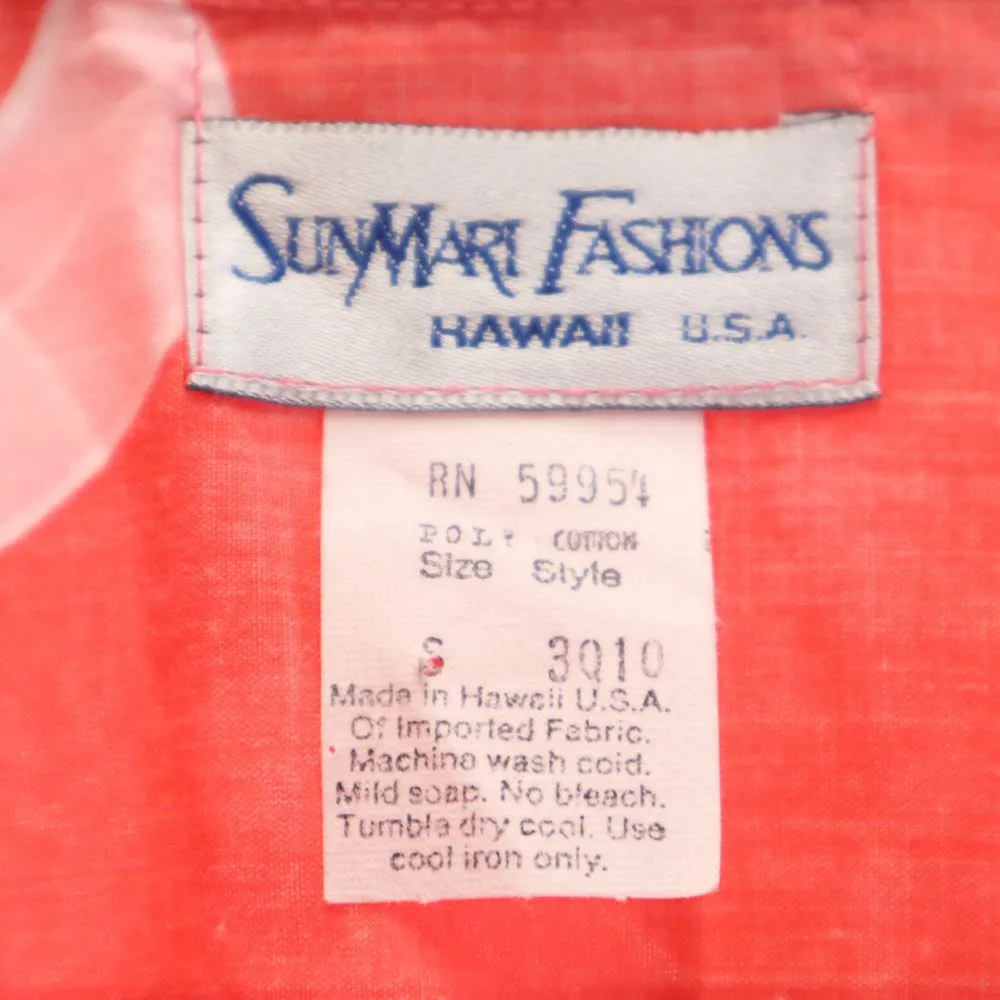 SunMari Fashions
HAWAII U.S.A.
RN 59954
POLY COTTON
Size Style
S 3Q10
Made in Hawaii U.S.A.
Of Imported Fabric.
Machine wash cold.
Mild soap. No bleach.
Tumble dry cool. Use
cool iron only.